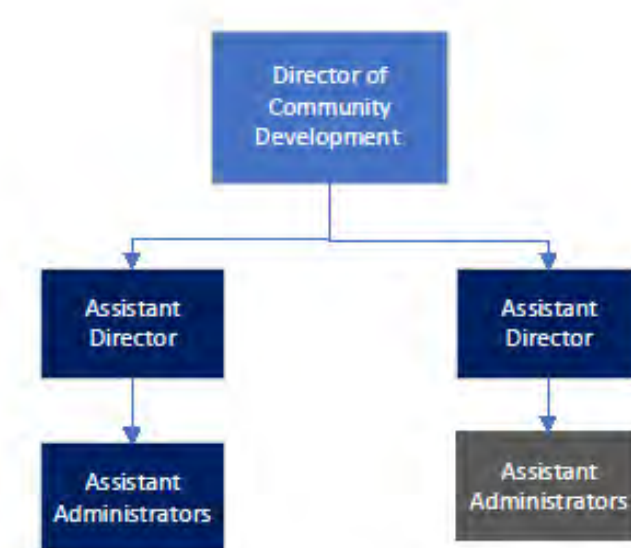 Director of
Community
Development
Assistant
Director
Assistant
Director
Assistant
Administrators
Assistant
Administrators